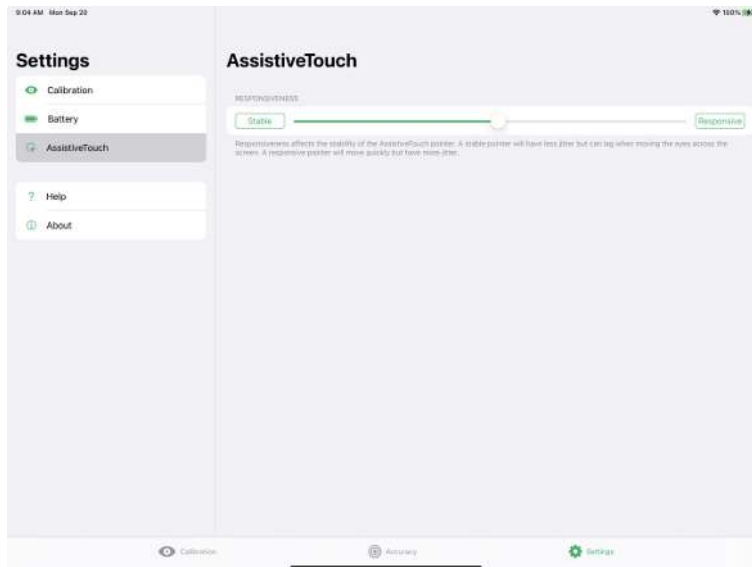 9:04 AM Mon Sep 20
100%
Settings
Calibration
Battery
AssistiveTouch
Help
About
AssistiveTouch
RESPONSIVENESS
Stable
Responsive
Responsiveness affects the stability of the AssistiveTouch pointer. A stable pointer will have less jitter but can lag when moving the eyes across the
screen. A responsive pointer will move quickly but have more jitter.
Calibration
Accuracy
Settings